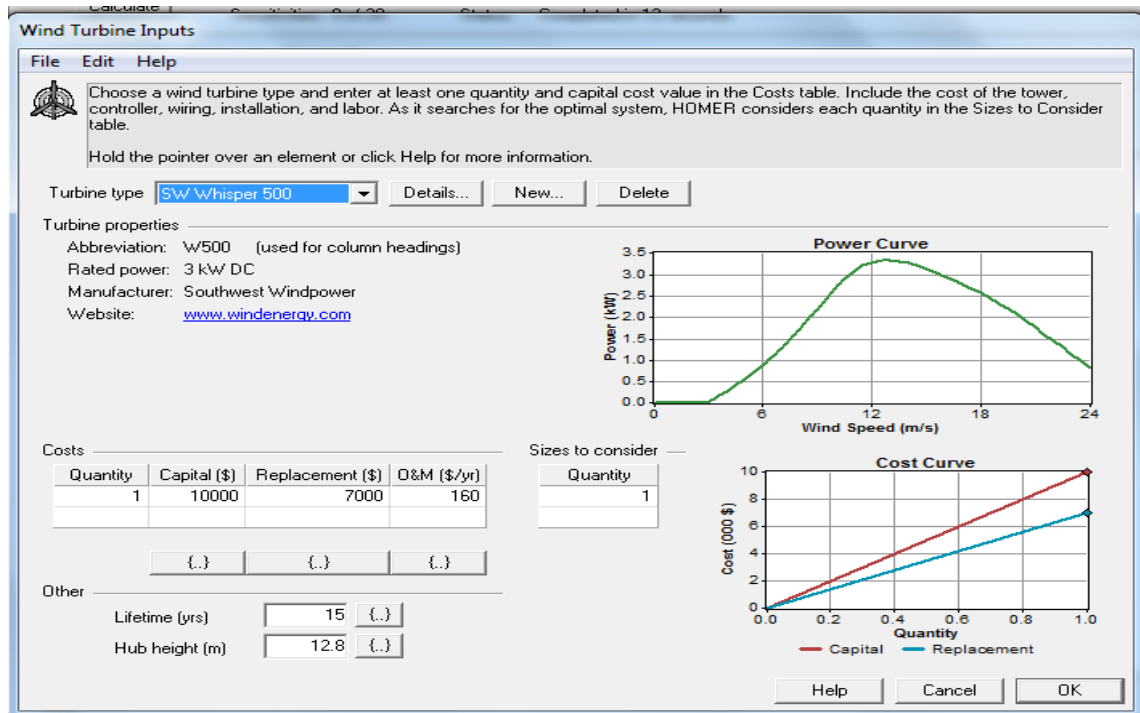 Calculate
Wind Turbine Inputs
File Edit Help
Choose a wind turbine type and enter at least one quantity and capital cost value in the Costs table. Include the cost of the tower,
controller, wiring, installation, and labor. As it searches for the optimal system, HOMER considers each quantity in the Sizes to Consider
table.
Hold the pointer over an element or click Help for more information.
Turbine type SW Whisper 500 Details... New... Delete
Turbine properties
Abbreviation: W500 (used for column headings)
Rated power: 3 kW DC
Manufacturer: Southwest Windpower
Website: www.windenergy.com
Power Curve
Power (kW)
3.5
3.0
2.5
2.0
1.5
1.0
0.5
0.0
0 6 12 18 24
Wind Speed (m/s)
Costs
Quantity Capital ($) Replacement ($) O&M ($/yr)
1 10000 7000 160
{..} {..} {..}
Sizes to consider
Quantity
1
Cost Curve
Cost (000 $)
10
8
6
4
2
0
0.0 0.2 0.4 0.6 0.8 1.0
Quantity
Capital Replacement
Other
Lifetime (yrs) 15 {..}
Hub height (m) 12.8 {..}
Help Cancel OK